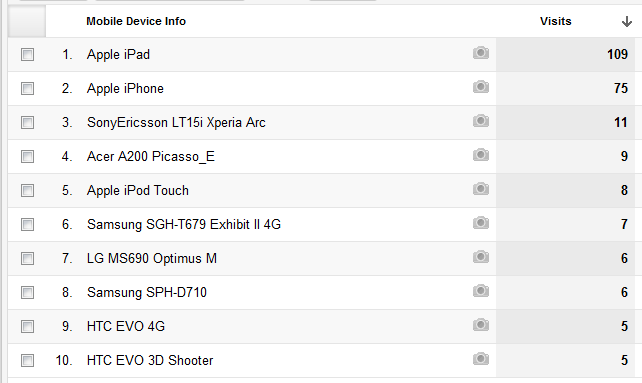 Mobile Device Info Visits
1. Apple iPad 109
2. Apple iPhone 75
3. SonyEricsson LT15i Xperia Arc 11
4. Acer A200 Picasso_E 9
5. Apple iPod Touch 8
6. Samsung SGH-T679 Exhibit II 4G 7
7. LG MS690 Optimus M 6
8. Samsung SPH-D710 6
9. HTC EVO 4G 5
10. HTC EVO 3D Shooter 5